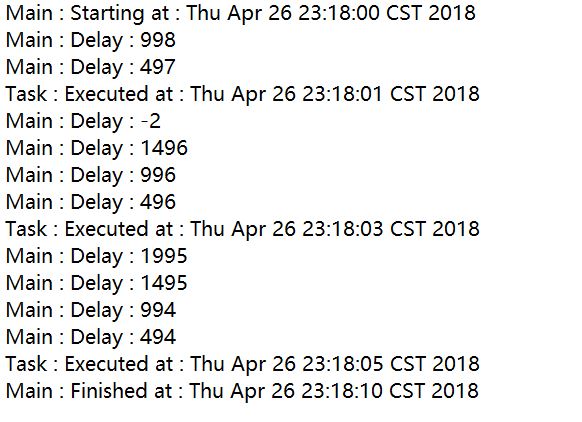 Main : Starting at : Thu Apr 26 23:18:00 CST 2018
Main : Delay : 998
Main : Delay : 497
Task : Executed at : Thu Apr 26 23:18:01 CST 2018
Main : Delay : -2
Main : Delay : 1496
Main : Delay : 996
Main : Delay : 496
Task : Executed at : Thu Apr 26 23:18:03 CST 2018
Main : Delay : 1995
Main : Delay : 1495
Main : Delay : 994
Main : Delay : 494
Task : Executed at : Thu Apr 26 23:18:05 CST 2018
Main : Finished at : Thu Apr 26 23:18:10 CST 2018